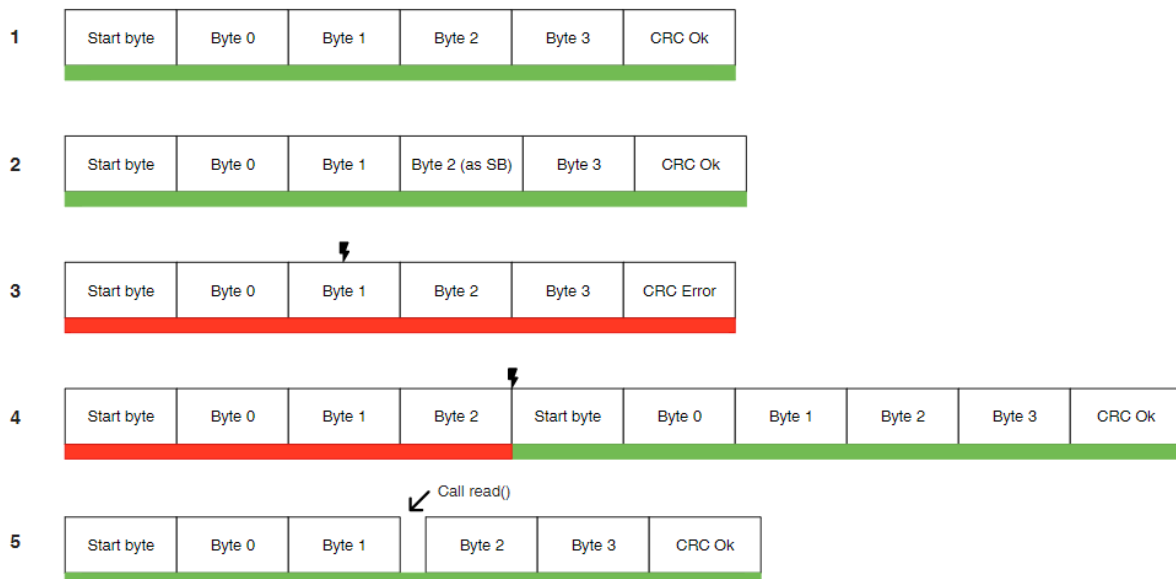 1 Start byte Byte 0 Byte 1 Byte 2 Byte 3 CRC Ok
2 Start byte Byte 0 Byte 1 Byte 2 (as SB) Byte 3 CRC Ok
3 Start byte Byte 0 Byte 1 Byte 2 Byte 3 CRC Error
4 Start byte Byte 0 Byte 1 Byte 2 Start byte Byte 0 Byte 1 Byte 2 Byte 3 CRC Ok
Call read()
5 Start byte Byte 0 Byte 1 Byte 2 Byte 3 CRC Ok